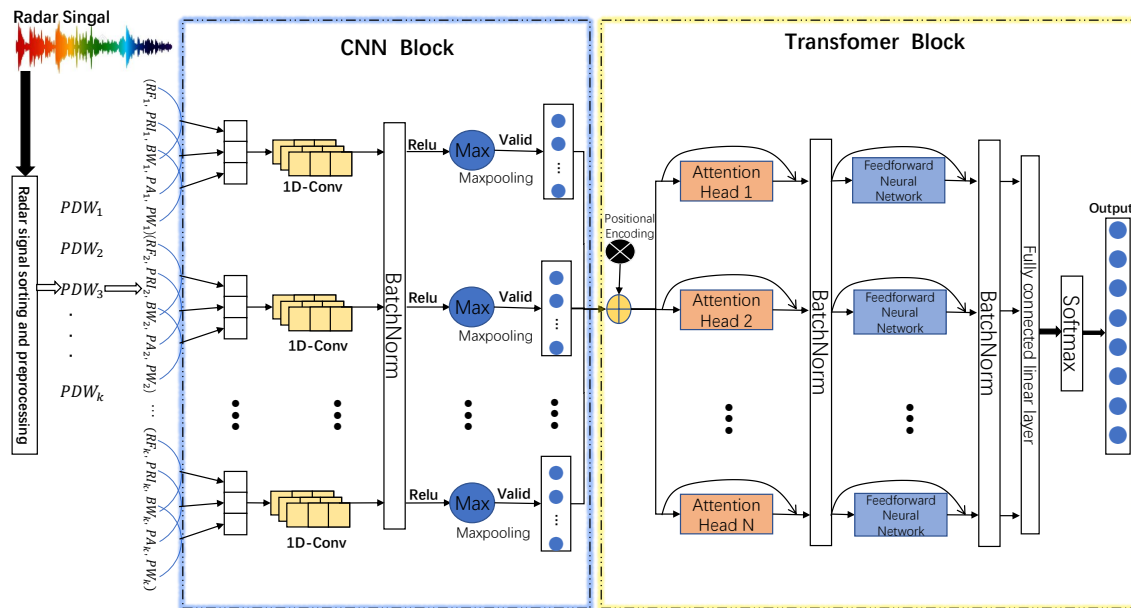 Radar Singal
Radar signal sorting and preprocessing
PDW₁
PDW₂
PDW₃
.
.
.
PDWₖ
(RF₁, PRI₁, BW₁, PA₁, PW₁)(RF₂, PRI₂, BW₂, PA₂, PW₂) ... (RFₖ, PRIₖ, BWₖ, PAₖ, PWₖ)
CNN Block
1D-Conv
1D-Conv
1D-Conv
BatchNorm
Relu
Max
Valid
Maxpooling
Relu
Max
Valid
Maxpooling
Relu
Max
Valid
Maxpooling
Transfomer Block
Positional
Encoding
Attention
Head 1
Attention
Head 2
Attention
Head N
BatchNorm
Feedforward
Neural
Network
Feedforward
Neural
Network
Feedforward
Neural
Network
BatchNorm
Fully connected linear layer
Softmax
Output